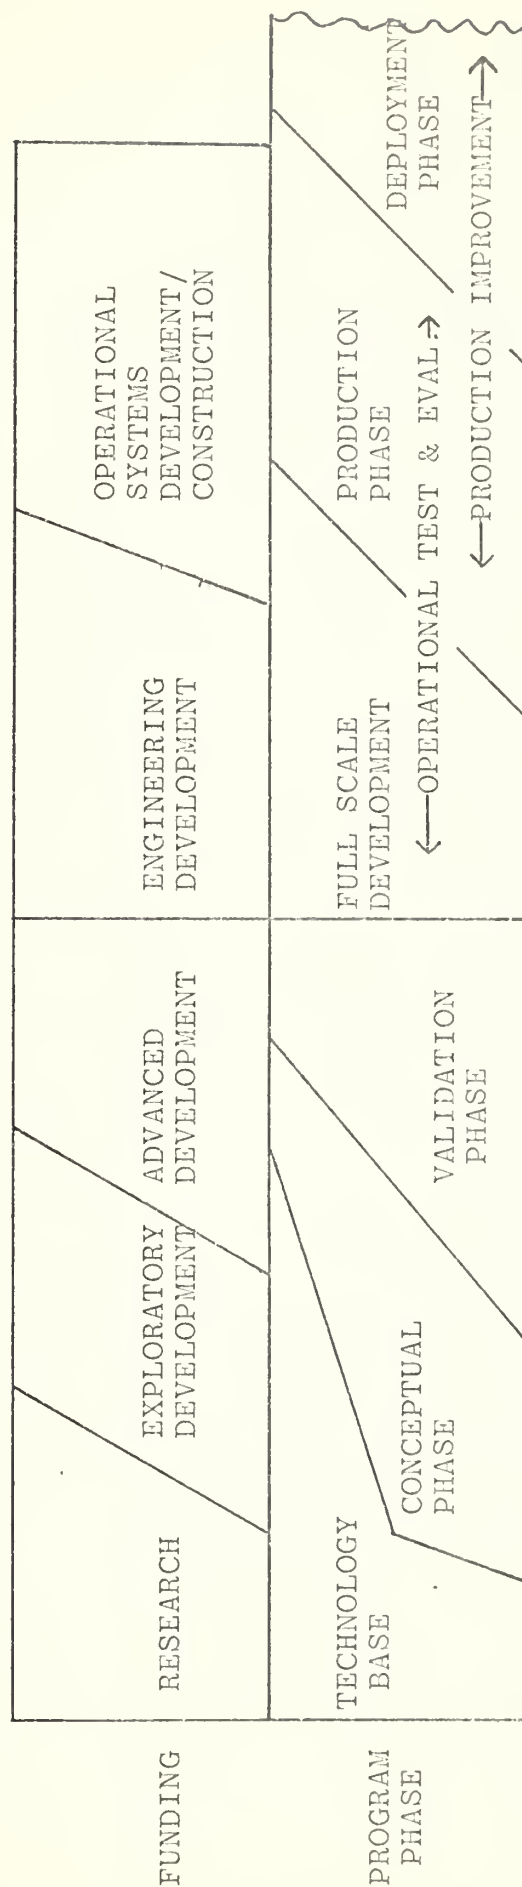 FUNDING
RESEARCH
EXPLORATORY
DEVELOPMENT
ADVANCED
DEVELOPMENT
ENGINEERING
DEVELOPMENT
OPERATIONAL
SYSTEMS
DEVELOPMENT/
CONSTRUCTION
PROGRAM
PHASE
TECHNOLOGY
BASE
CONCEPTUAL
PHASE
VALIDATION
PHASE
FULL SCALE
DEVELOPMENT
PRODUCTION
PHASE
DEPLOYMENT
PHASE
OPERATIONAL TEST & EVAL.
PRODUCTION IMPROVEMENT